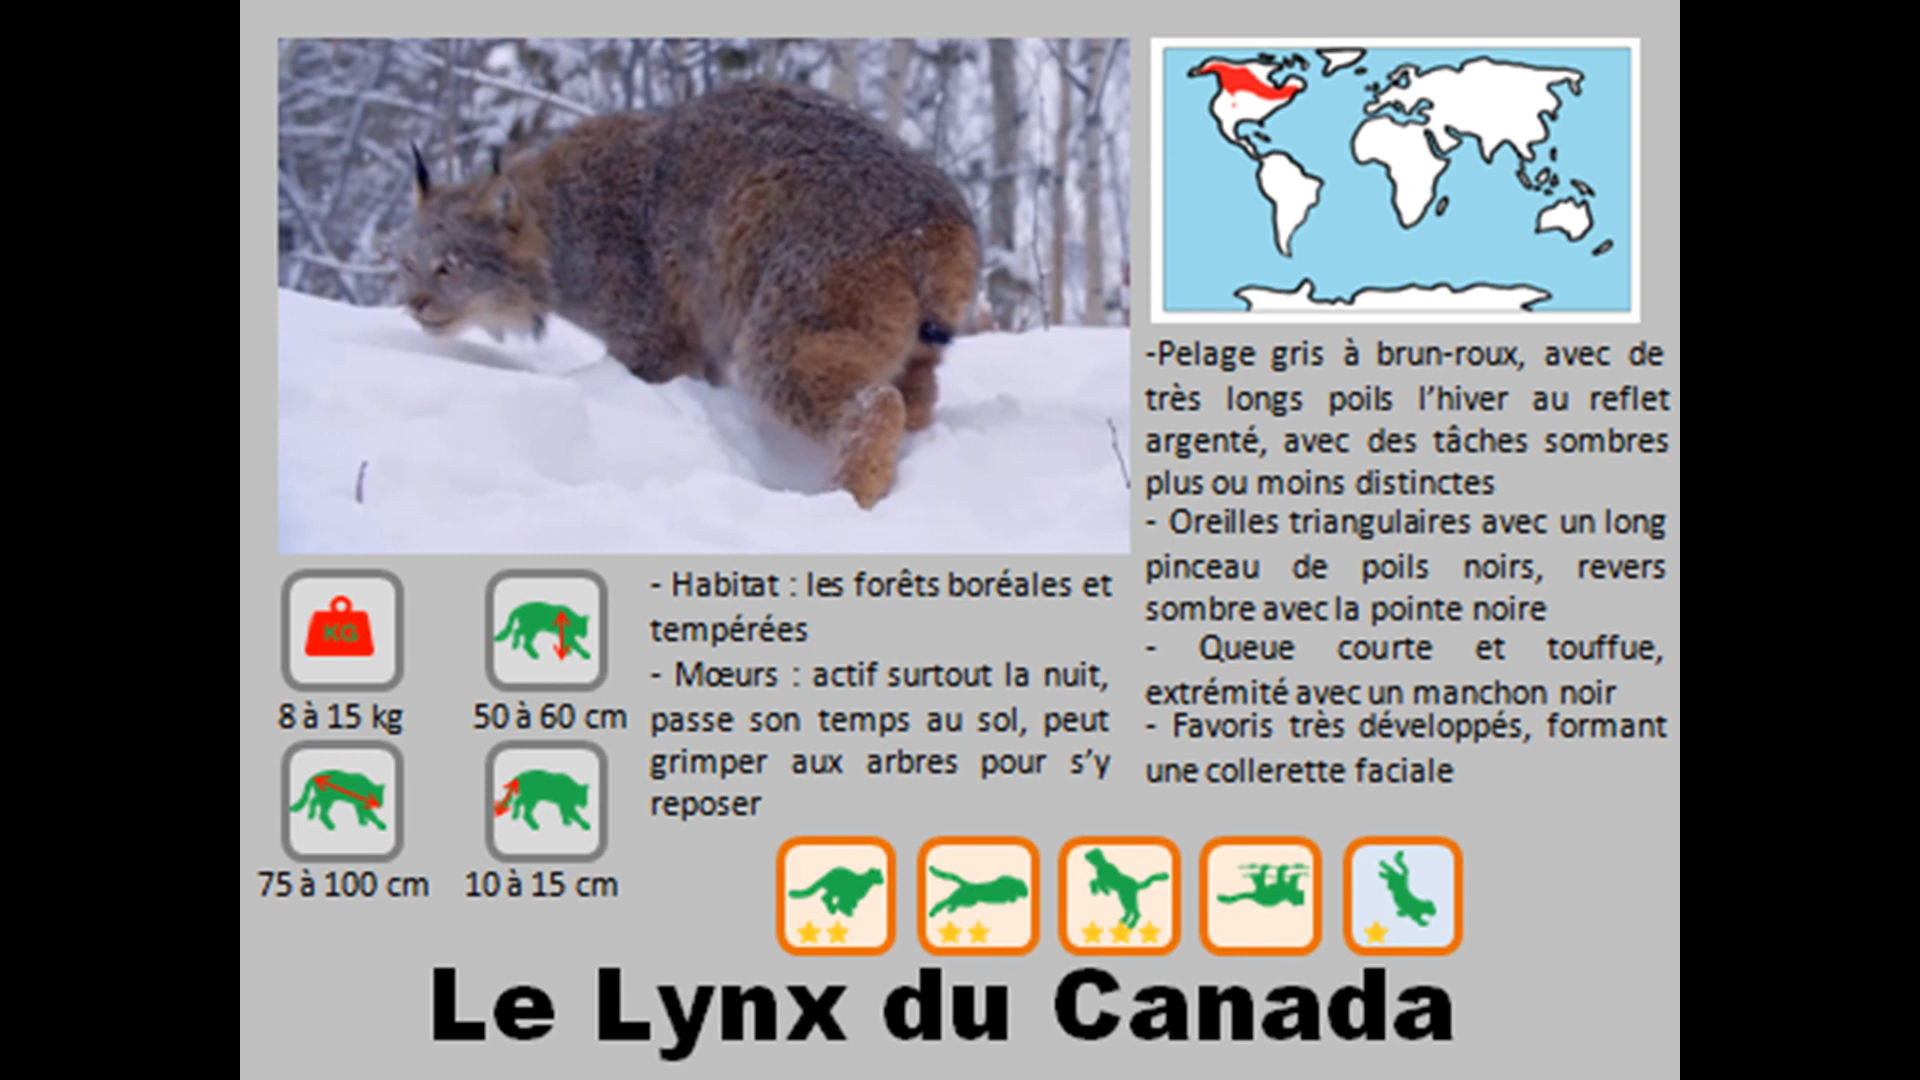 -Pelage gris à brun-roux, avec de
très longs poils l’hiver au reflet
argenté, avec des tâches sombres
plus ou moins distinctes
- Oreilles triangulaires avec un long
pinceau de poils noirs, revers
sombre avec la pointe noire
- Queue courte et touffue,
extrémité avec un manchon noir
- Favoris très développés, formant
une collerette faciale
- Habitat : les forêts boréales et
tempérées
- Mœurs : actif surtout la nuit,
passe son temps au sol, peut
grimper aux arbres pour s’y
reposer
KG
8 à 15 kg
50 à 60 cm
75 à 100 cm
10 à 15 cm
Le Lynx du Canada